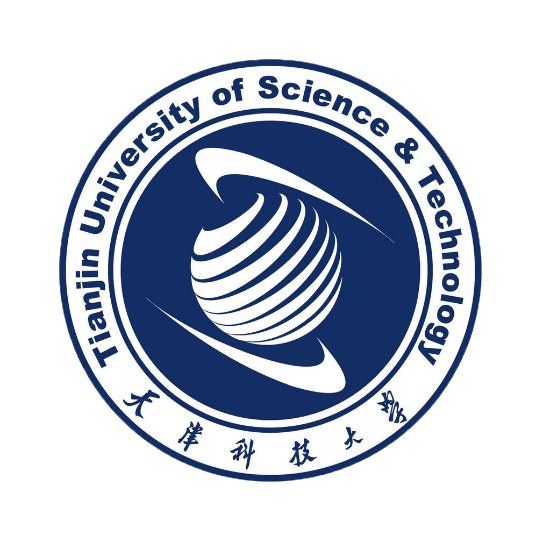 Tianjin University of Science & Technology
天津科技大学